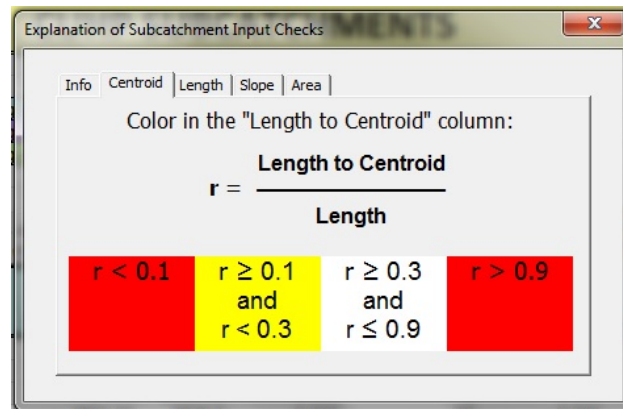 Explanation of Subcatchment Input Checks
Info Centroid Length Slope Area
Color in the "Length to Centroid" column:
Length to Centroid
r =
Length
r < 0.1
r ≥ 0.1
and
r < 0.3
r ≥ 0.3
and
r ≤ 0.9
r > 0.9